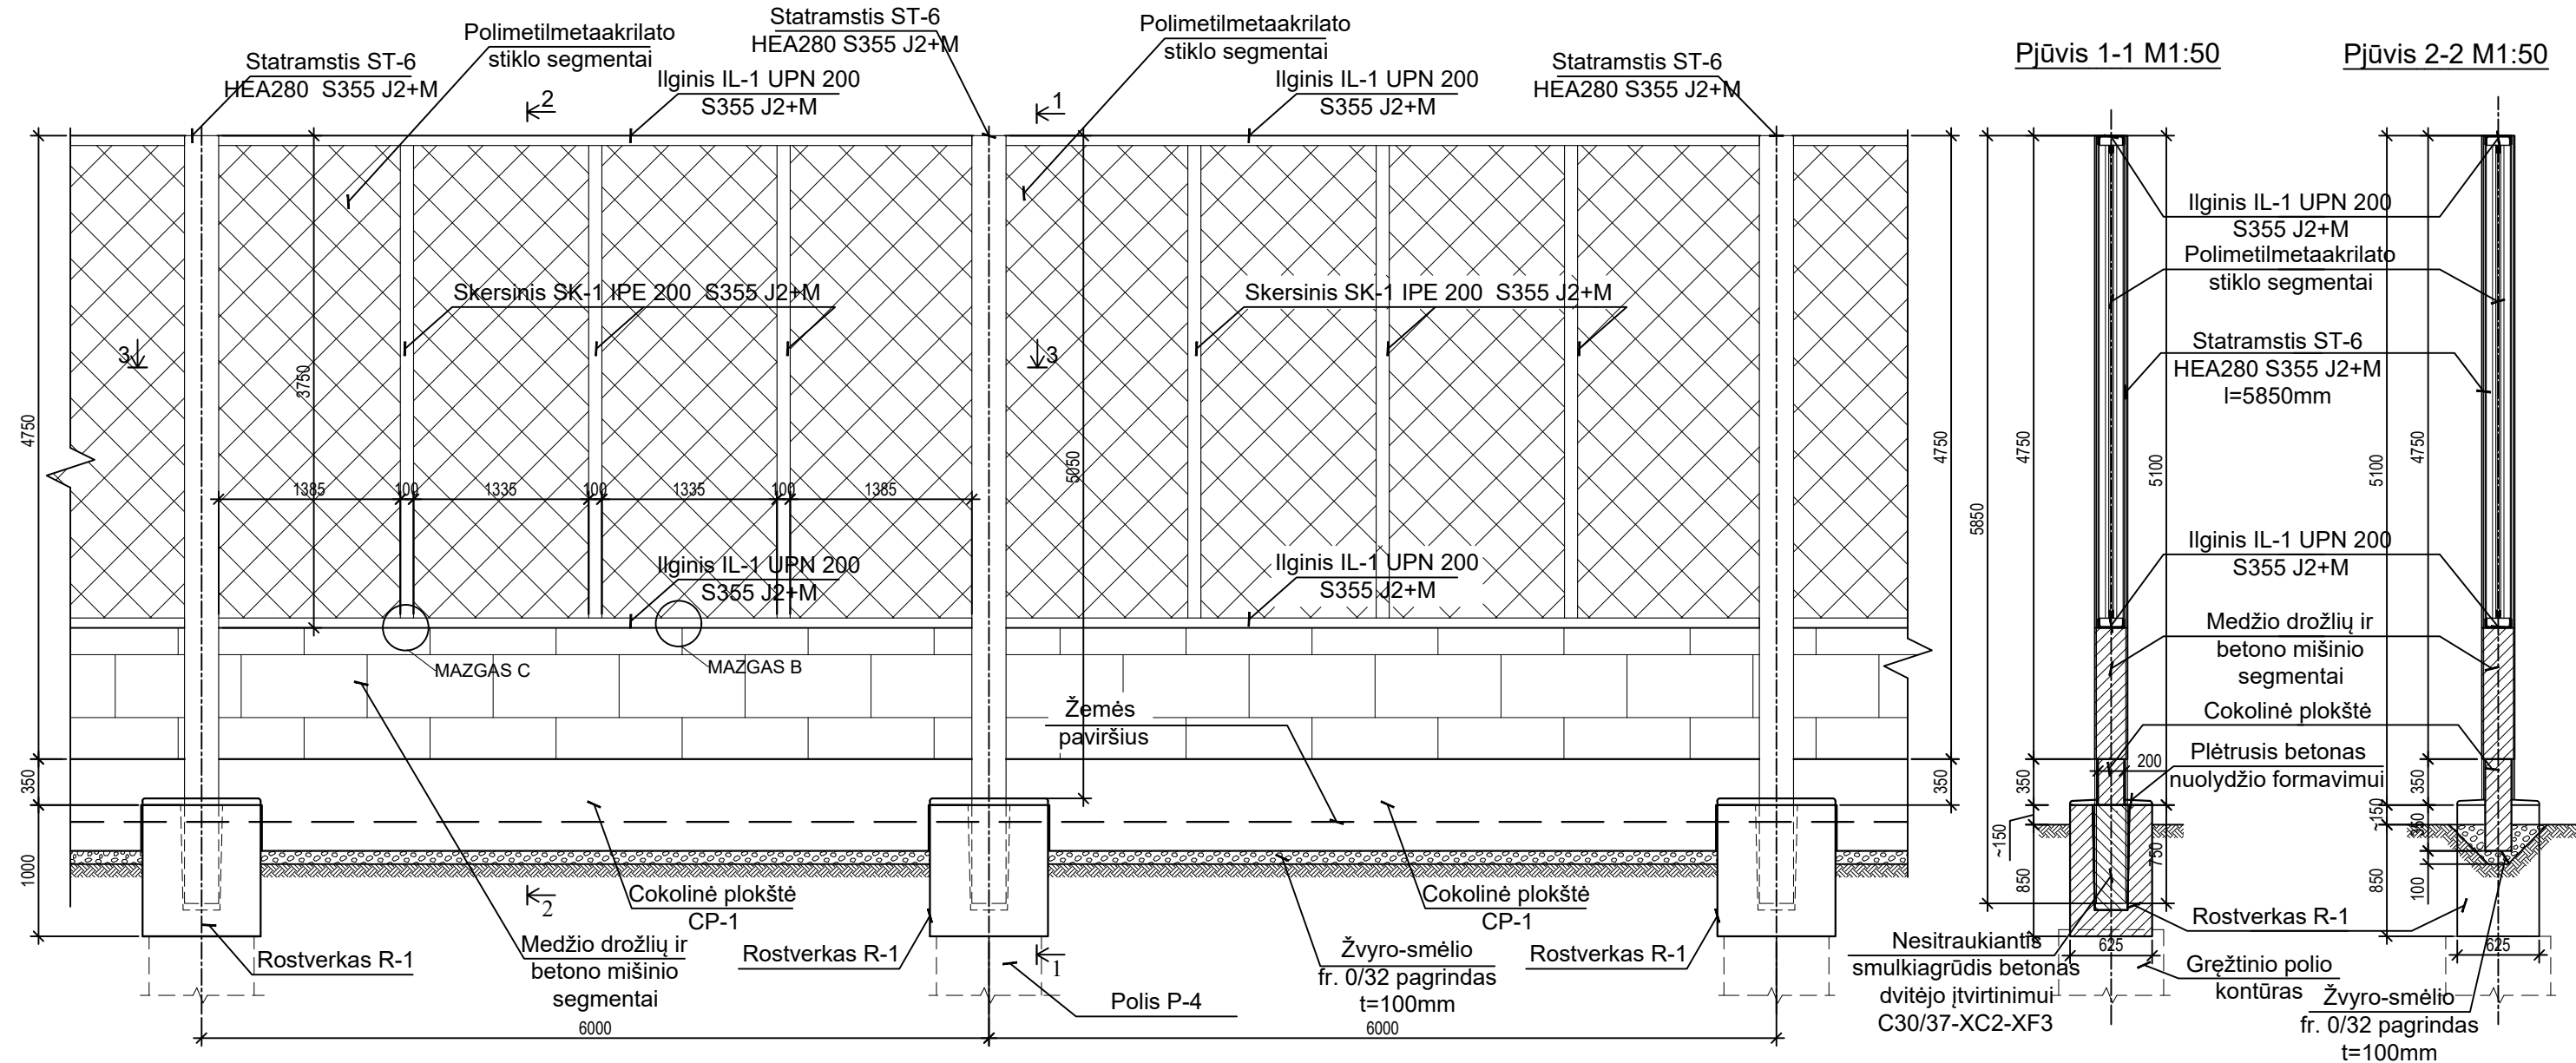 Statramstis ST-6
HEA280 S355 J2+M
Polimetilmetaakrilato
stiklo segmentai
Statramstis ST-6
HEA280 S355 J2+M
Ilginis IL-1 UPN 200
S355 J2+M
Polimetilmetaakrilato
stiklo segmentai
Ilginis IL-1 UPN 200
S355 J2+M
Statramstis ST-6
HEA280 S355 J2+M
2
1
Skersinis SK-1 IPE 200 S355 J2+M
Skersinis SK-1 IPE 200 S355 J2+M
3
3
3750
4750
5050
4750
1385
100
1335
100
1335
100
1385
Ilginis IL-1 UPN 200
S355 J2+M
Ilginis IL-1 UPN 200
S355 J2+M
MAZGAS C
MAZGAS B
Žemės
paviršius
350
350
1000
2
1
Cokolinė plokštė
CP-1
Cokolinė plokštė
CP-1
Rostverkas R-1
Medžio drožlių ir
betono mišinio
segmentai
Rostverkas R-1
Polis P-4
Žvyro-smėlio
fr. 0/32 pagrindas
t=100mm
Rostverkas R-1
6000
6000
Pjūvis 1-1 M1:50
Pjūvis 2-2 M1:50
Ilginis IL-1 UPN 200
S355 J2+M
Polimetilmetaakrilato
stiklo segmentai
Statramstis ST-6
HEA280 S355 J2+M
l=5850mm
4750
5100
5850
5100
4750
Ilginis IL-1 UPN 200
S355 J2+M
Medžio drožlių ir
betono mišinio
segmentai
Cokolinė plokštė
Plėtrusis betonas
nuolydžio formavimui
200
350
~150
850
750
625
350
~150
350
850
100
625
Rostverkas R-1
Nesitraukiantis
smulkiagrūdis betonas
dvitėjo įtvirtinimui
C30/37-XC2-XF3
Gręžtinio polio
kontūras
Žvyro-smėlio
fr. 0/32 pagrindas
t=100mm